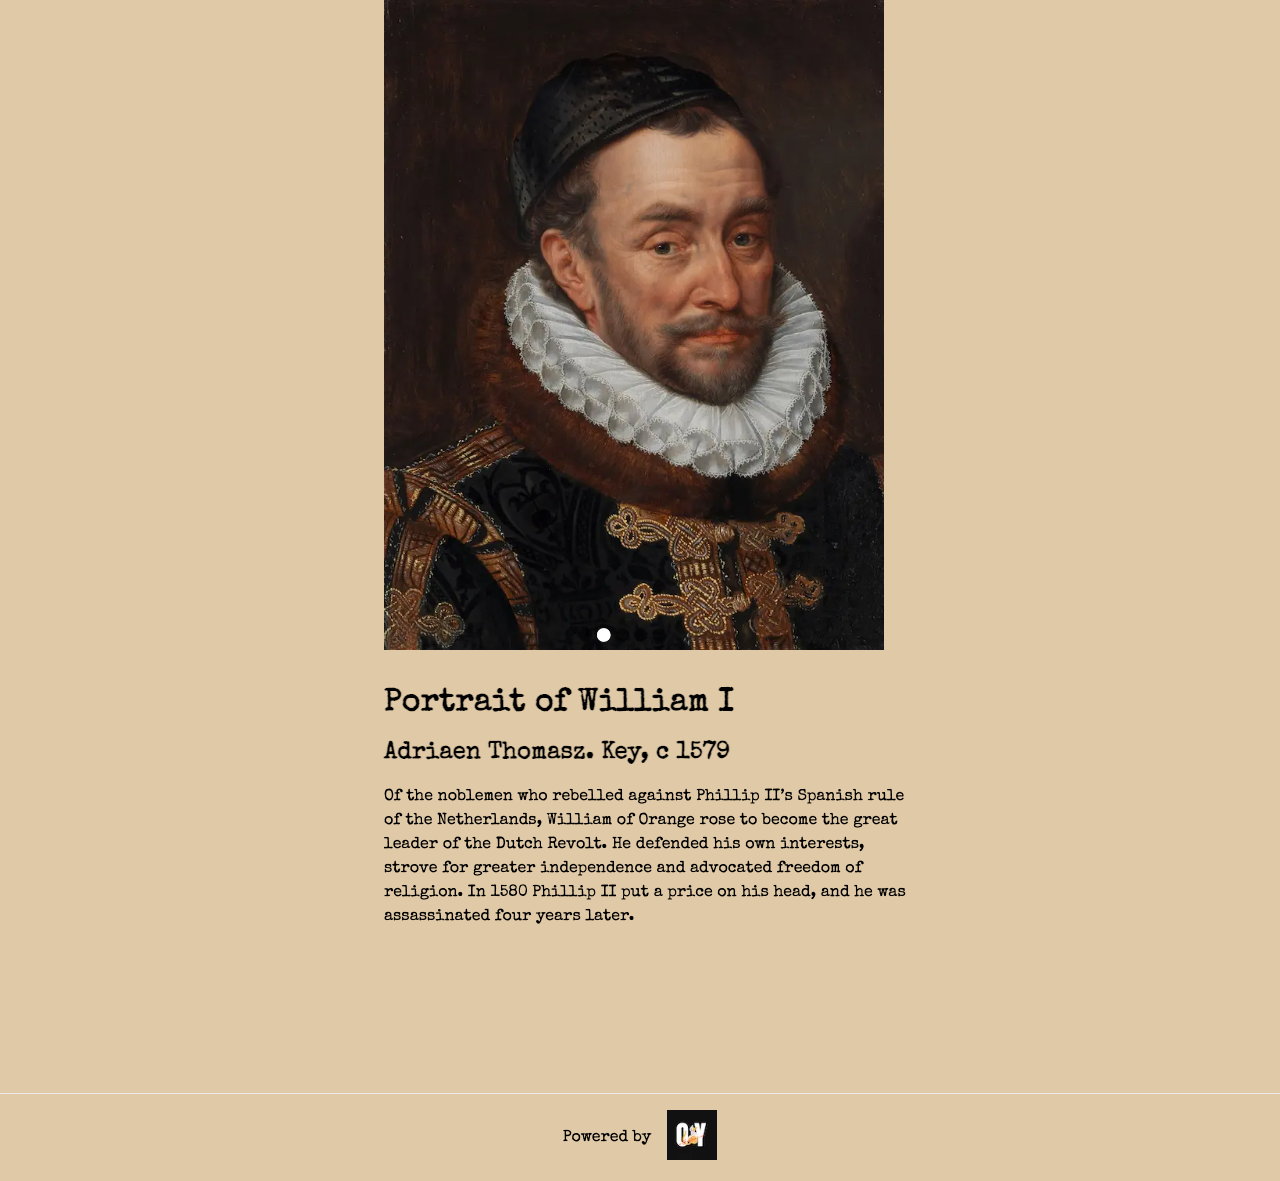 Portrait of William I
Adriaen Thomasz. Key, c 1579
Of the noblemen who rebelled against Phillip II's Spanish rule
of the Netherlands, William of Orange rose to become the great
leader of the Dutch Revolt. He defended his own interests,
strove for greater independence and advocated freedom of
religion. In 1580 Phillip II put a price on his head, and he was
assassinated four years later.
Powered by